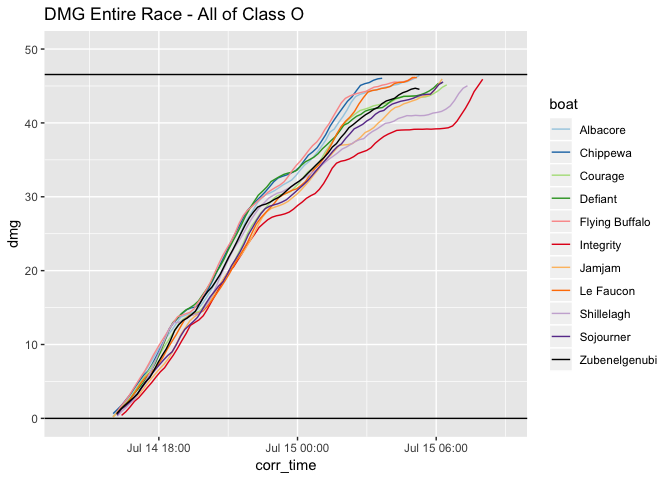 DMG Entire Race - All of Class O
50
40
30
20
10
0
dmg
Jul 14 18:00
Jul 15 00:00
Jul 15 06:00
corr_time
boat
Albacore
Chippewa
Courage
Defiant
Flying Buffalo
Integrity
Jamjam
Le Faucon
Shillelagh
Sojourner
Zubenelgenubi